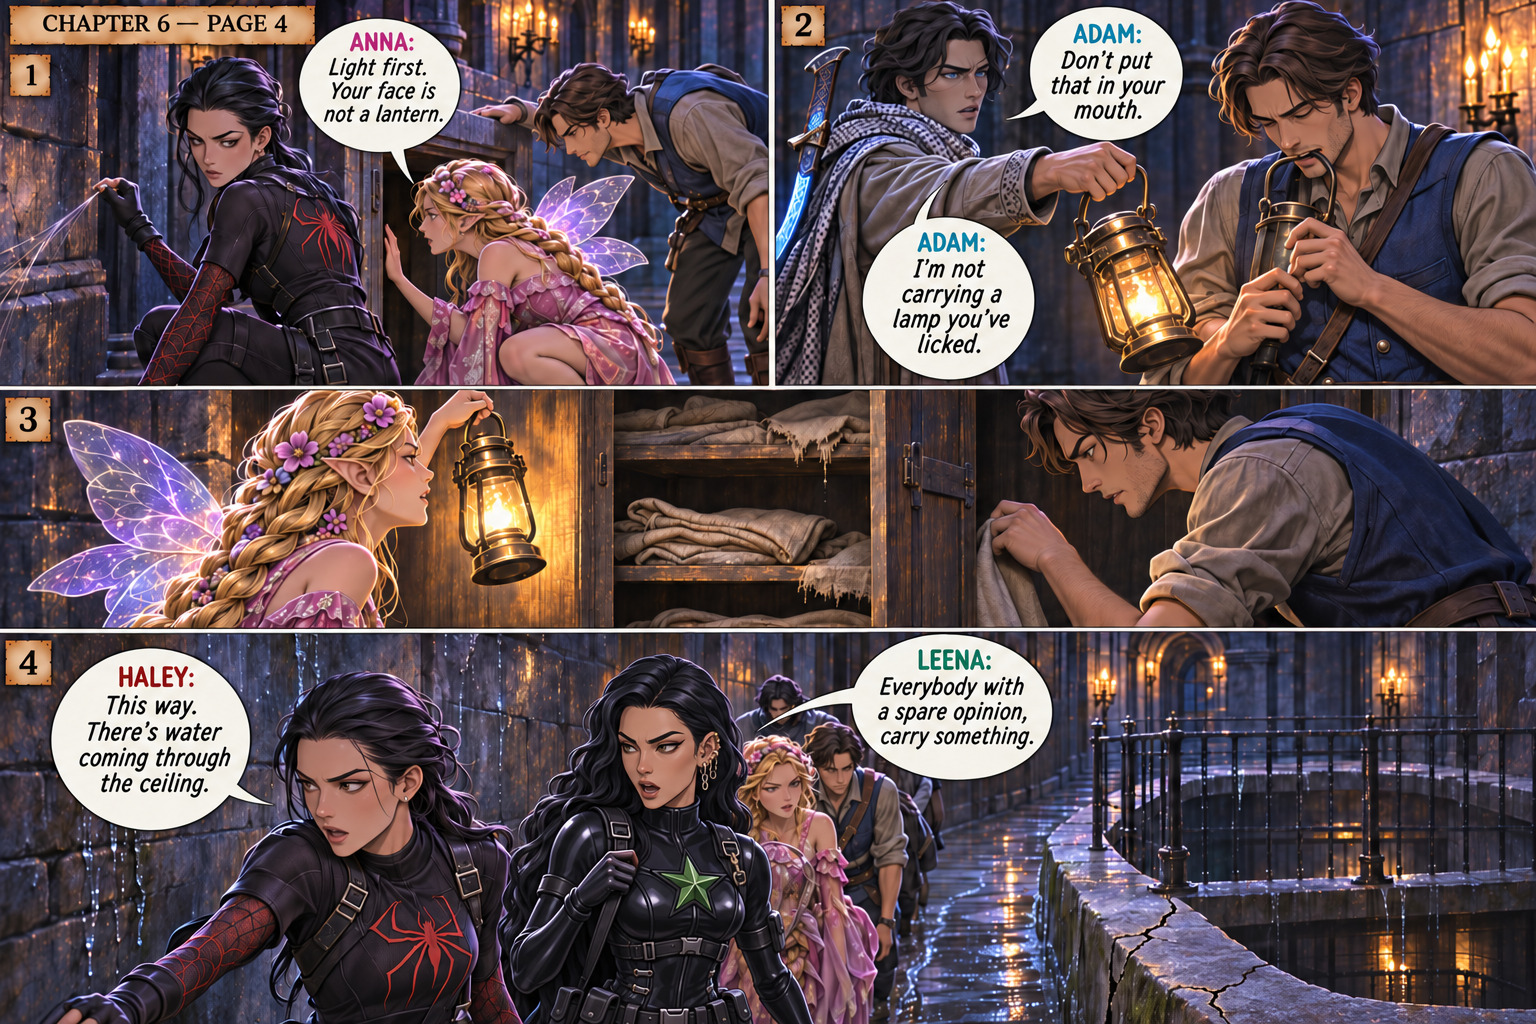 CHAPTER 6 — PAGE 4
1
ANNA:
Light first.
Your face is
not a lantern.
2
ADAM:
Don't put
that in your
mouth.
ADAM:
I'm not
carrying a
lamp you've
licked.
3
4
HALEY:
This way.
There's water
coming through
the ceiling.
LEENA:
Everybody with
a spare opinion,
carry something.